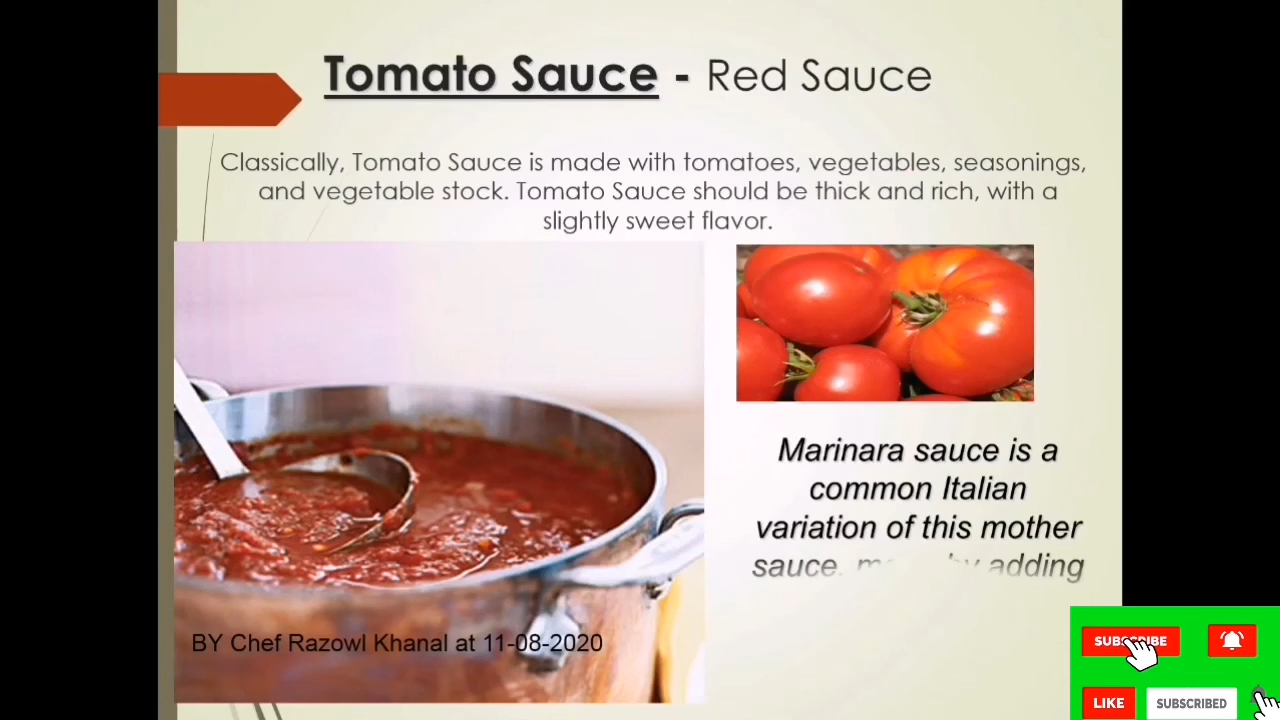 Tomato Sauce - Red Sauce
Classically, Tomato Sauce is made with tomatoes, vegetables, seasonings,
and vegetable stock. Tomato Sauce should be thick and rich, with a
slightly sweet flavor.
Marinara sauce is a
common Italian
variation of this mother
sauce, by adding
BY Chef Razowl Khanal at 11-08-2020
SUBSCRIBE
LIKE SUBSCRIBED